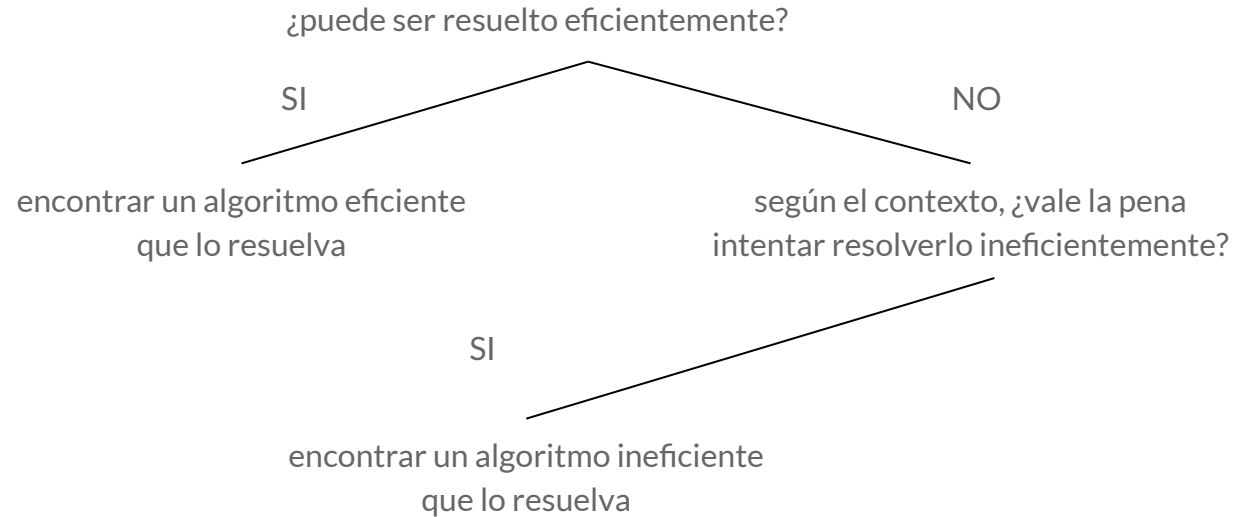 ¿puede ser resuelto eficientemente?
SI
NO
encontrar un algoritmo eficiente
que lo resuelva
según el contexto, ¿vale la pena
intentar resolverlo ineficientemente?
SI
encontrar un algoritmo ineficiente
que lo resuelva